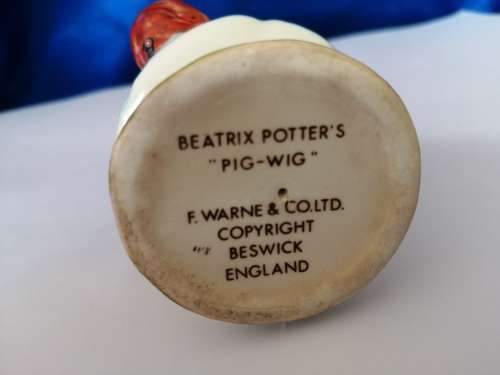 BEATRIX POTTER'S
"PIG-WIG"
F. WARNE & CO.LTD.
COPYRIGHT
BESWICK
ENGLAND